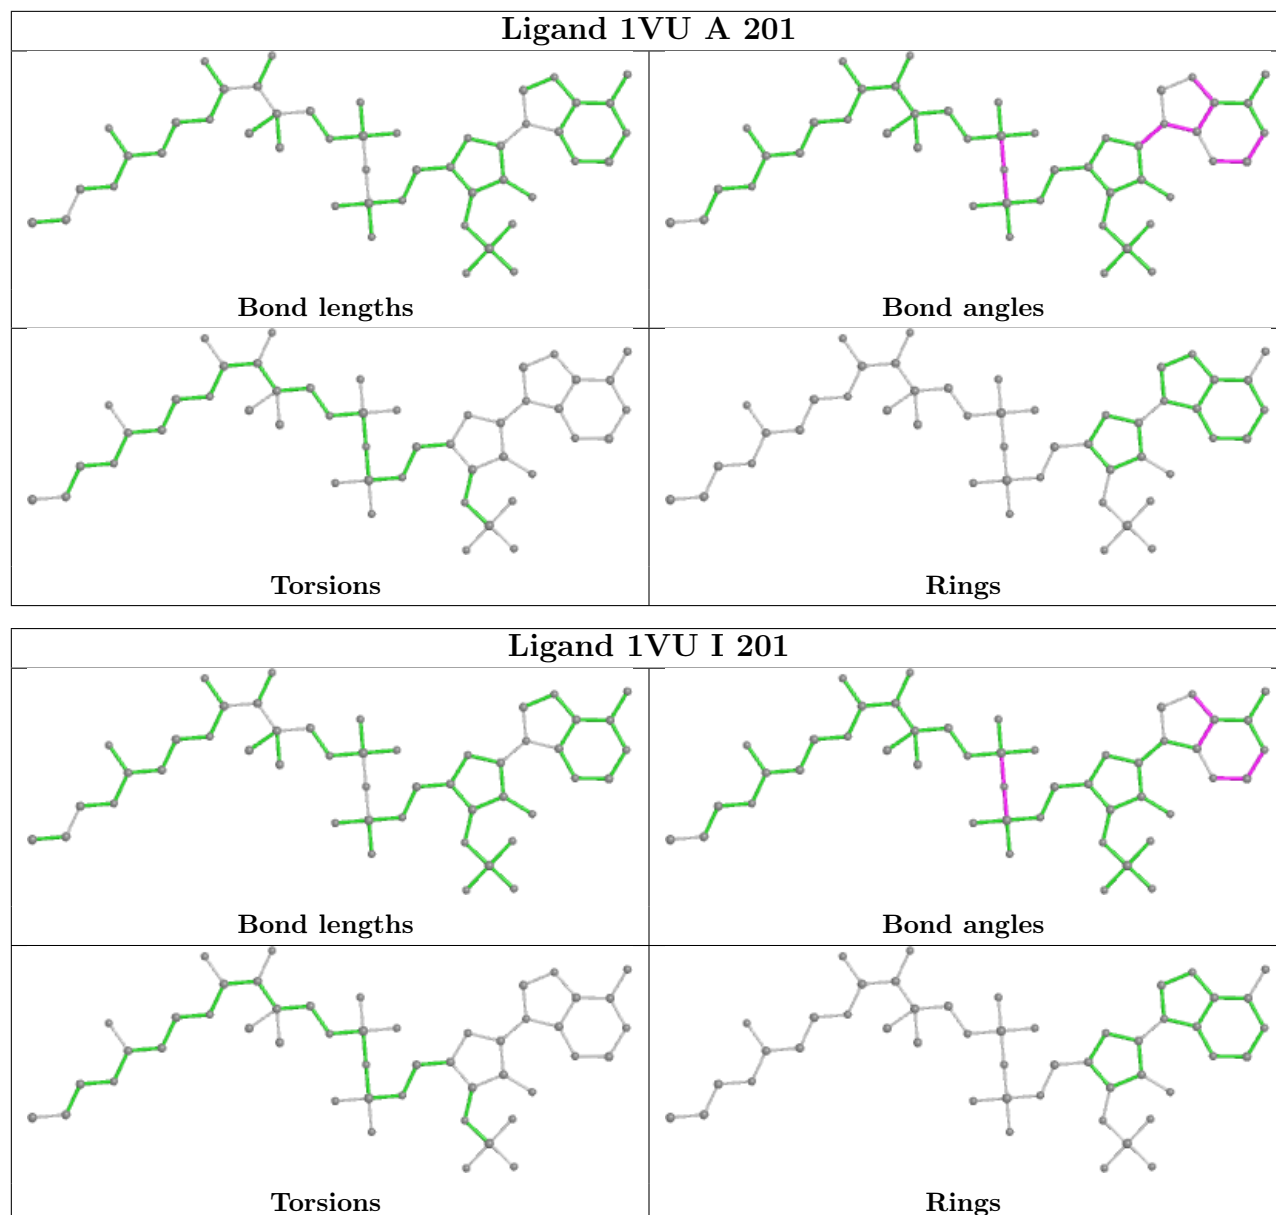 Ligand 1VU A 201
Bond lengths
Bond angles
Torsions
Rings
Ligand 1VU I 201
Bond lengths
Bond angles
Torsions
Rings